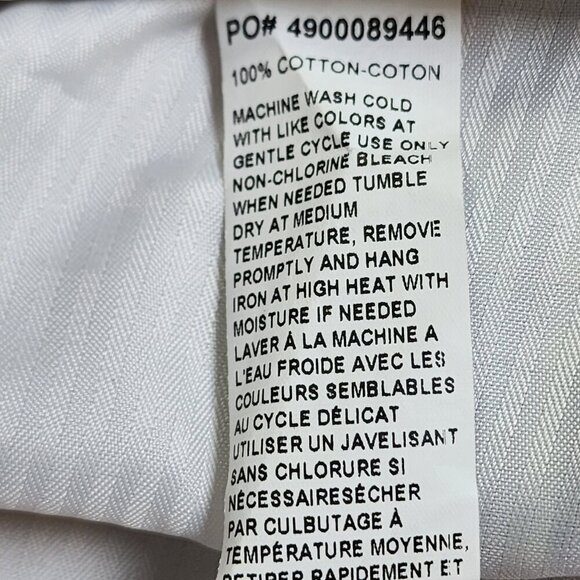 PO# 4900089446
100% COTTON-COTON
MACHINE WASH COLD
WITH LIKE COLORS AT
GENTLE CYCLE USE ONLY
NON-CHLORINE BLEACH
WHEN NEEDED TUMBLE
DRY AT MEDIUM
TEMPERATURE, REMOVE
PROMPTLY AND HANG
IRON AT HIGH HEAT WITH
MOISTURE IF NEEDED
LAVER Á LA MACHINE A
L'EAU FROIDE AVEC LES
COULEURS SEMBLABLES
AU CYCLE DÉLICAT
UTILISER UN JAVELISANT
SANS CHLORURE SI
NÉCESSAIRESÉCHER
PAR CULBUTAGE À
TEMPÉRATURE MOYENNE,
RETIRER RAPIDEMENT ET